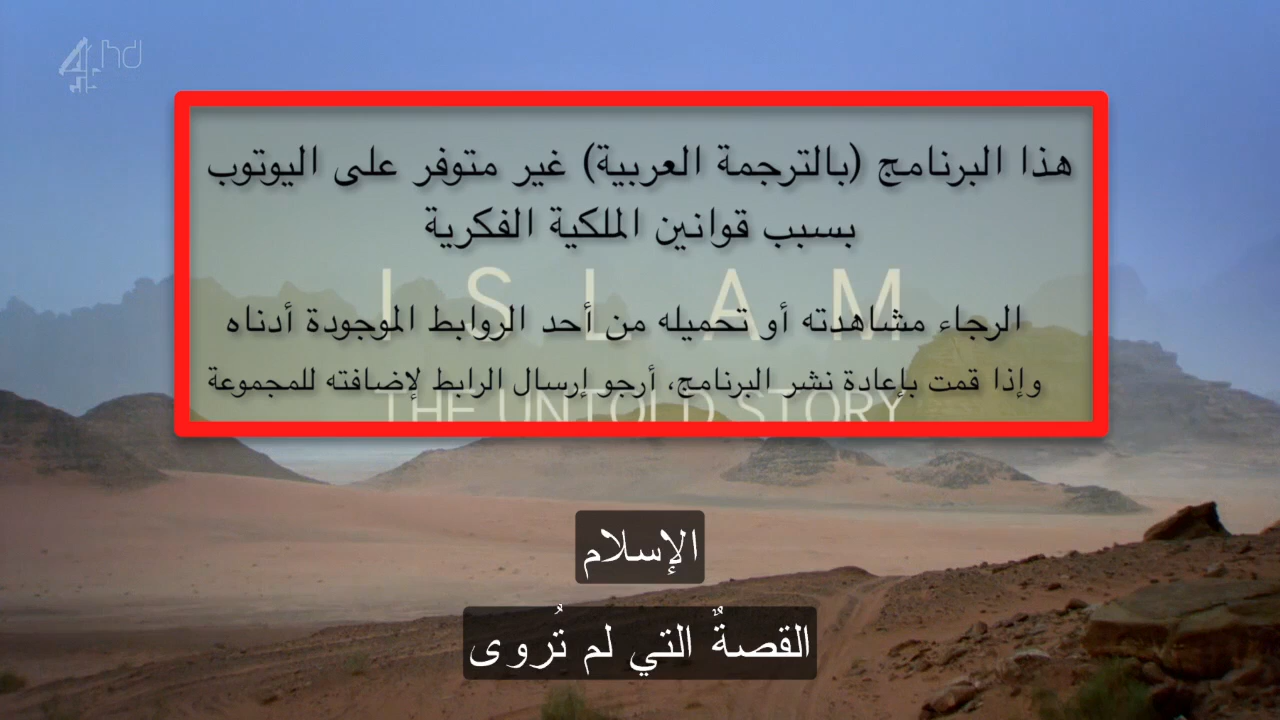 4hd
هذا البرنامج (بالترجمة العربية) غير متوفر على اليوتوب
بسبب قوانين الملكية الفكرية
ISLAM
الرجاء مشاهدته أو تحميله من أحد الروابط الموجودة أدناه
وإذا قمت بإعادة نشر البرنامج، أرجو إرسال الرابط لإضافته للمجموعة
THE UNTOLD STORY
الإسلام
القصةٌ التي لم تُروى